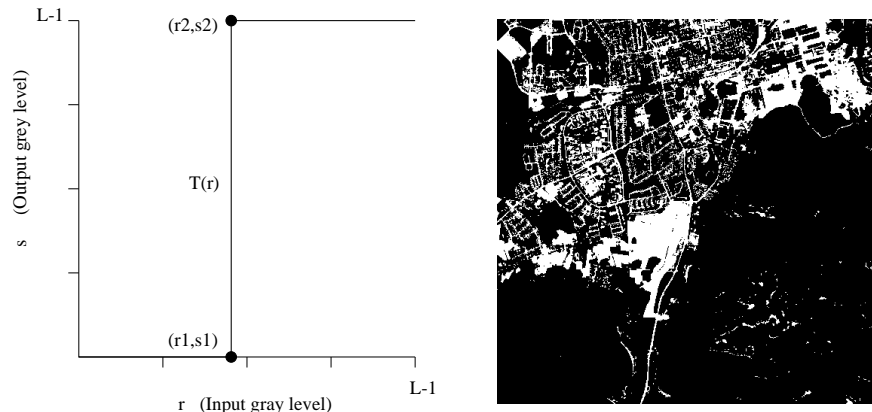 L-1
(r2,s2)
s (Output grey level)
T(r)
(r1,s1)
L-1
r (Input gray level)